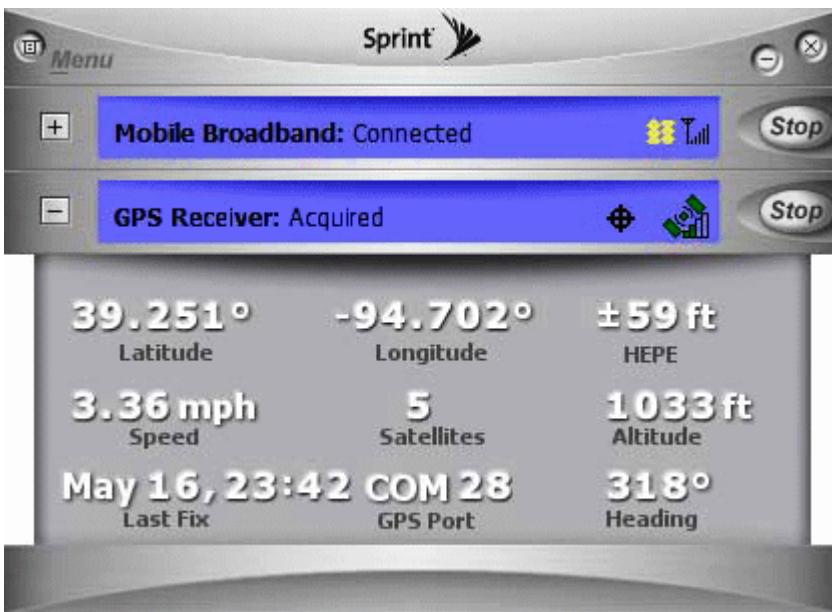 Sprint
Menu
Mobile Broadband: Connected
Stop
GPS Receiver: Acquired
Stop
39.251° -94.702° ±59 ft
Latitude Longitude HEPE
3.36 mph 5 1033 ft
Speed Satellites Altitude
May 16, 23:42 COM 28 318°
Last Fix GPS Port Heading